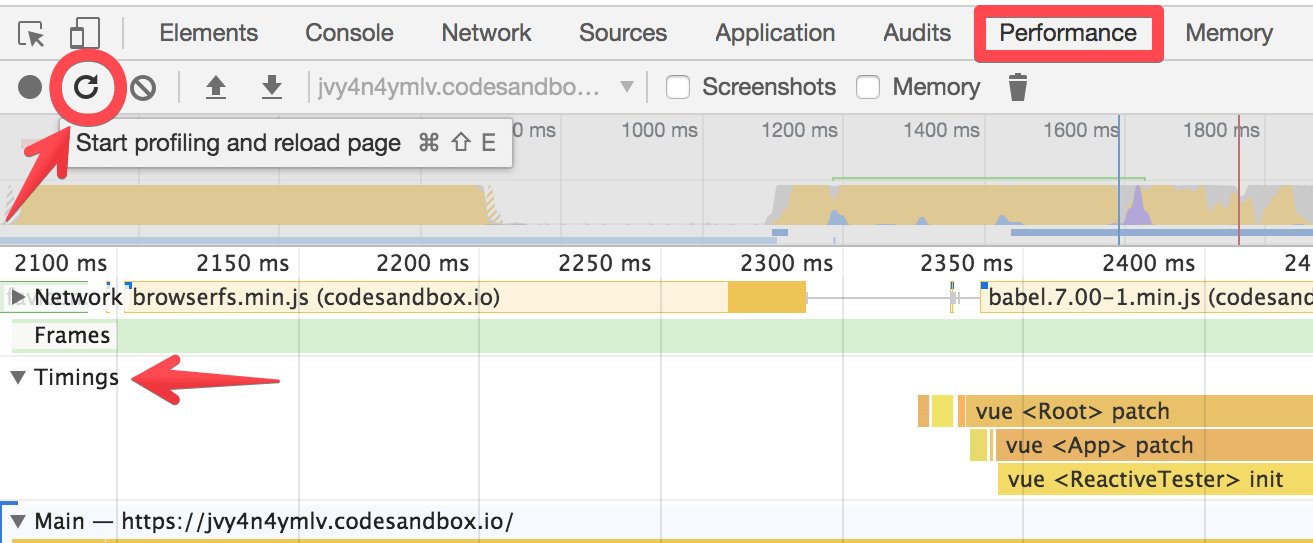 Elements Console Network Sources Application Audits Performance Memory
jvy4n4ymlv.codesandbo... Screenshots Memory
Start profiling and reload page ⌘ ⇧ E
0 ms 1000 ms 1200 ms 1400 ms 1600 ms 1800 ms
2100 ms 2150 ms 2200 ms 2250 ms 2300 ms 2350 ms 2400 ms 24
Network browserfs.min.js (codesandbox.io) babel.7.00-1.min.js (codesand
Frames
Timings
vue <Root> patch
vue <App> patch
vue <ReactiveTester> init
Main — https://jvy4n4ymlv.codesandbox.io/